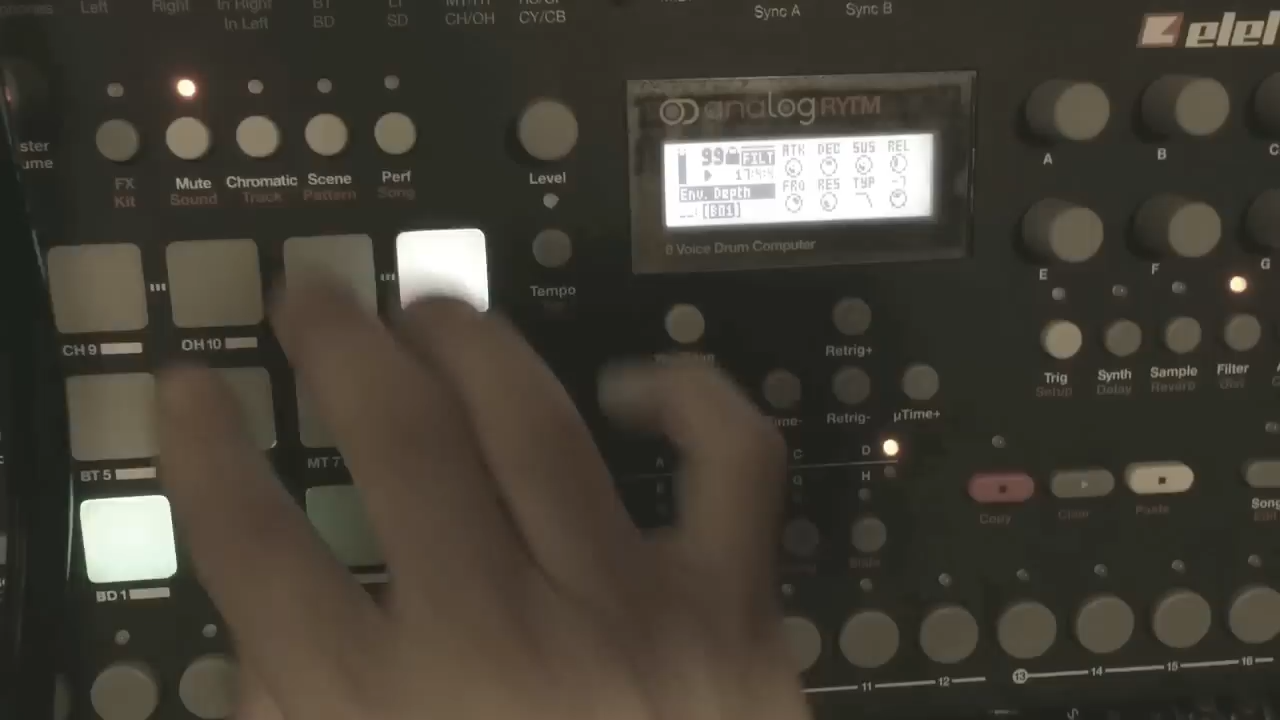 Left
Right
In Right
In Left
BT
BD
LT
SD
CH/OH
CY/CB
Sync A
Sync B
elel
analog RYTM
99 FILT
Env. Depth
ATK DEC SUS REL
FRQ RES TYP
8 Voice Drum Computer
FX
Kit
Mute
Sound
Chromatic
Track
Scene
Pattern
Perf
Song
Level
Tempo
A
B
C
E
F
G
CH 9
OH 10
BT 5
MT 7
BD 1
Retrig+
Retrig-
µTime+
Trig
Setup
Synth
Delay
Sample
Reverb
Filter
Dist
A
C
D
G
H
Copy
Clear
Paste
Song
11
12
13
14
15
16